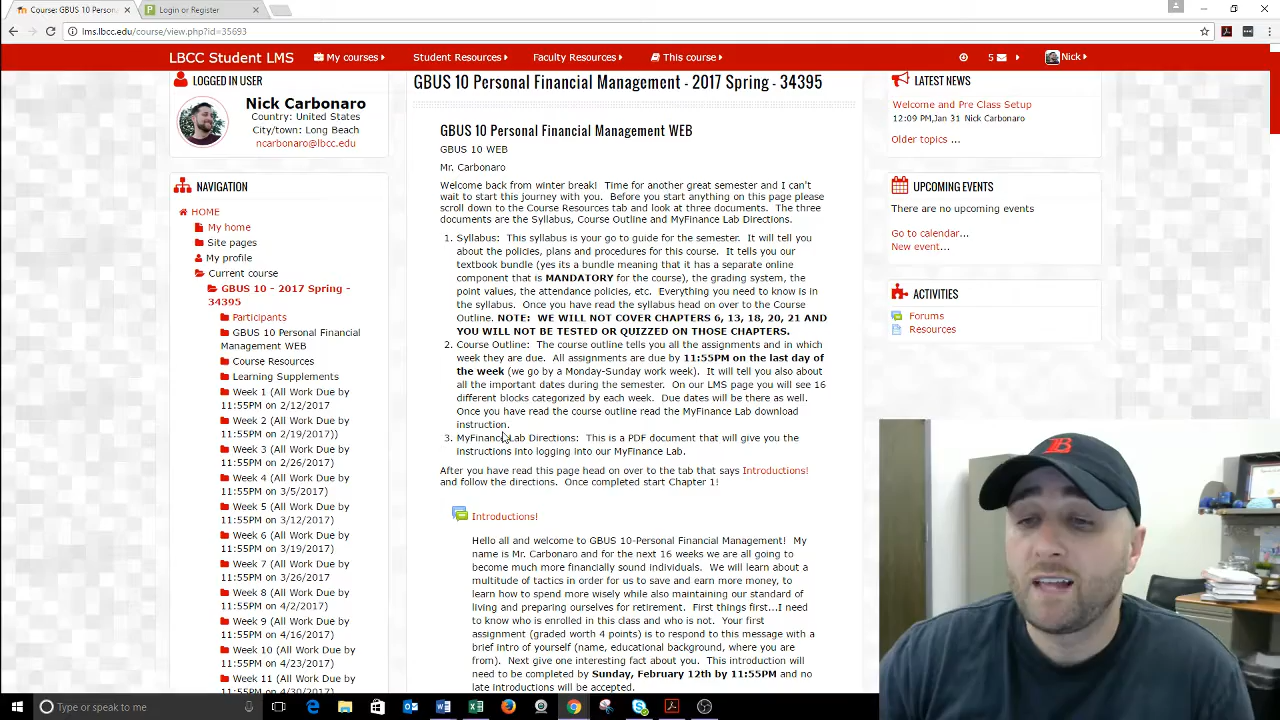 Course: GBUS 10 Persona
Login or Register
lms.lbcc.edu/course/view.php?id=35693
LBCC Student LMS
My courses
Student Resources
Faculty Resources
This course
5
Nick
LOGGED IN USER
Nick Carbonaro
Country: United States
City/town: Long Beach
ncarbonaro@lbcc.edu
NAVIGATION
HOME
My home
Site pages
My profile
Current course
GBUS 10 - 2017 Spring -
34395
Participants
GBUS 10 Personal Financial
Management WEB
Course Resources
Learning Supplements
Week 1 (All Work Due by
11:55PM on 2/12/2017
Week 2 (All Work Due by
11:55PM on 2/19/2017))
Week 3 (All Work Due by
11:55PM on 2/26/2017)
Week 4 (All Work Due by
11:55PM on 3/5/2017)
Week 5 (All Work Due by
11:55PM on 3/12/2017)
Week 6 (All Work Due by
11:55PM on 3/19/2017)
Week 7 (All Work Due by
11:55PM on 3/26/2017
Week 8 (All Work Due by
11:55PM on 4/2/2017)
Week 9 (All Work Due by
11:55PM on 4/16/2017)
Week 10 (All Work Due by
11:55PM on 4/23/2017)
Week 11 (All Work Due by
11:55PM on 4/30/2017)
GBUS 10 Personal Financial Management - 2017 Spring - 34395
GBUS 10 Personal Financial Management WEB
GBUS 10 WEB
Mr. Carbonaro
Welcome back from winter break! Time for another great semester and I can't
wait to start this journey with you. Before you start anything on this page please
scroll down to the Course Resources tab and look at three documents. The three
documents are the Syllabus, Course Outline and MyFinance Lab Directions.
1. Syllabus: This syllabus is your go to guide for the semester. It will tell you
about the policies, plans and procedures for this course. It tells you our
textbook bundle (yes its a bundle meaning that it has a separate online
component that is MANDATORY for the course), the grading system, the
point values, the attendance policies, etc. Everything you need to know is in
the syllabus. Once you have read the syllabus head on over to the Course
Outline. NOTE: WE WILL NOT COVER CHAPTERS 6, 13, 18, 20, 21 AND
YOU WILL NOT BE TESTED OR QUIZZED ON THOSE CHAPTERS.
2. Course Outline: The course outline tells you all the assignments and in which
week they are due. All assignments are due by 11:55PM on the last day of
the week (we go by a Monday-Sunday work week). It will tell you also about
all the important dates during the semester. On our LMS page you will see 16
different blocks categorized by each week. Due dates will be there as well.
Once you have read the course outline read the MyFinance Lab download
instruction.
3. MyFinance Lab Directions: This is a PDF document that will give you the
instructions into logging into our MyFinance Lab.
After you have read this page head on over to the tab that says Introductions!
and follow the directions. Once completed start Chapter 1!
Introductions!
Hello all and welcome to GBUS 10-Personal Financial Management! My
name is Mr. Carbonaro and for the next 16 weeks we are all going to
become much more financially sound individuals. We will learn about a
multitude of tactics in order for us to save and earn more money, to
learn how to spend more wisely while also maintaining our standard of
living and preparing ourselves for retirement. First things first...I need
to know who is enrolled in this class and who is not. Your first
assignment (graded worth 4 points) is to respond to this message with a
brief intro of yourself (name, educational background, where you are
from). Next give one interesting fact about you. This introduction will
need to be completed by Sunday, February 12th by 11:55PM and no
late introductions will be accepted.
LATEST NEWS
Welcome and Pre Class Setup
12:09 PM,Jan 31 Nick Carbonaro
Older topics ...
UPCOMING EVENTS
There are no upcoming events
Go to calendar...
New event...
ACTIVITIES
Forums
Resources
B
Type or speak to me